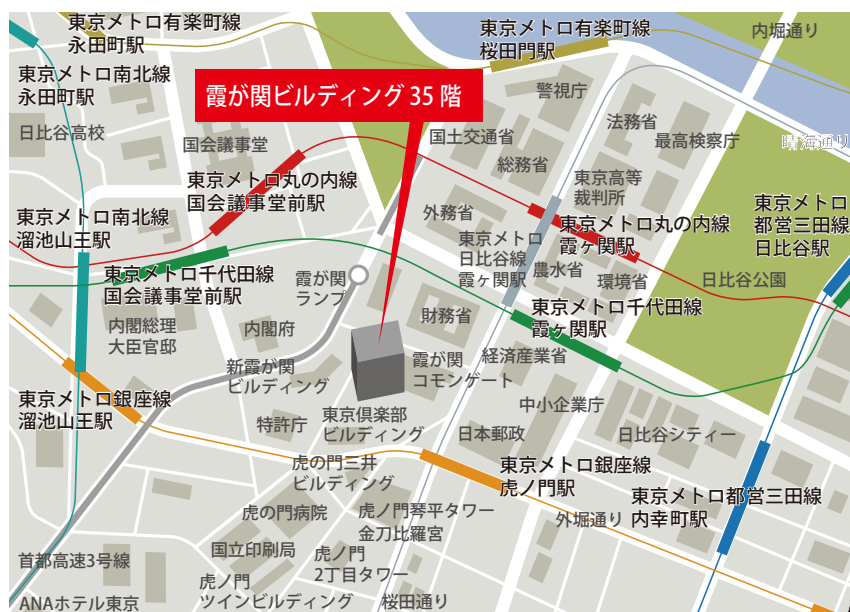 東京メトロ有楽町線
永田町駅
東京メトロ有楽町線
桜田門駅
内堀通り
東京メトロ南北線
永田町駅
霞が関ビルディング 35 階
警視庁
日比谷高校
国会議事堂
国土交通省
法務省
最高検察庁
晴海通り
総務省
東京メトロ丸の内線
国会議事堂前駅
東京高等
裁判所
東京メトロ
都営三田線
日比谷駅
東京メトロ南北線
溜池山王駅
外務省
東京メトロ丸の内線
霞ヶ関駅
東京メトロ
日比谷線
霞ヶ関駅
農水省
環境省
日比谷公園
東京メトロ千代田線
国会議事堂前駅
霞が関
ランプ
財務省
東京メトロ千代田線
霞ヶ関駅
内閣総理
大臣官邸
内閣府
新霞が関
ビルディング
霞が関
コモンゲート
経済産業省
東京メトロ銀座線
溜池山王駅
特許庁
東京倶楽部
ビルディング
中小企業庁
日本郵政
日比谷シティー
虎の門三井
ビルディング
東京メトロ銀座線
虎ノ門駅
東京メトロ都営三田線
内幸町駅
虎の門病院
虎ノ門琴平タワー
金刀比羅宮
外堀通り
首都高速3号線
国立印刷局
虎ノ門
2丁目タワー
虎ノ門
ツインビルディング
桜田通り
ANAホテル東京